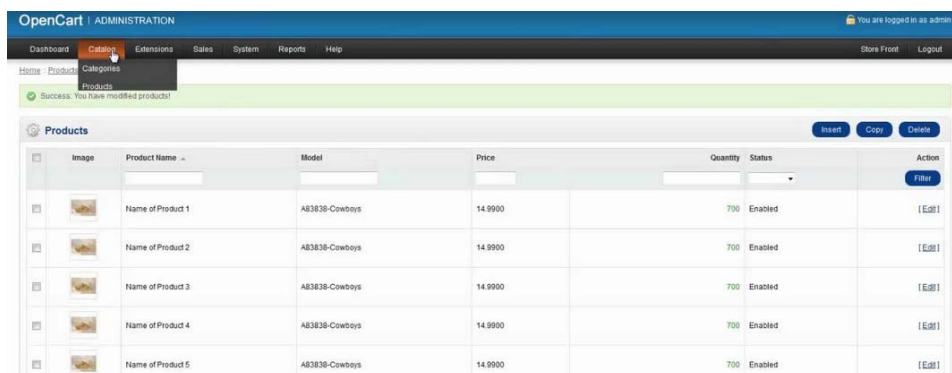 OpenCart | ADMINISTRATION You are logged in as admin
Dashboard Catalog Extensions Sales System Reports Help Store Front Logout
Home : Products
Categories
Products
Success: You have modified products!
Products Insert Copy Delete
Image Product Name Model Price Quantity Status Action
Filter
Name of Product 1 A83838-Cowboys 14.9900 700 Enabled [ Edit ]
Name of Product 2 A83838-Cowboys 14.9900 700 Enabled [ Edit ]
Name of Product 3 A83838-Cowboys 14.9900 700 Enabled [ Edit ]
Name of Product 4 A83838-Cowboys 14.9900 700 Enabled [ Edit ]
Name of Product 5 A83838-Cowboys 14.9900 700 Enabled [ Edit ]